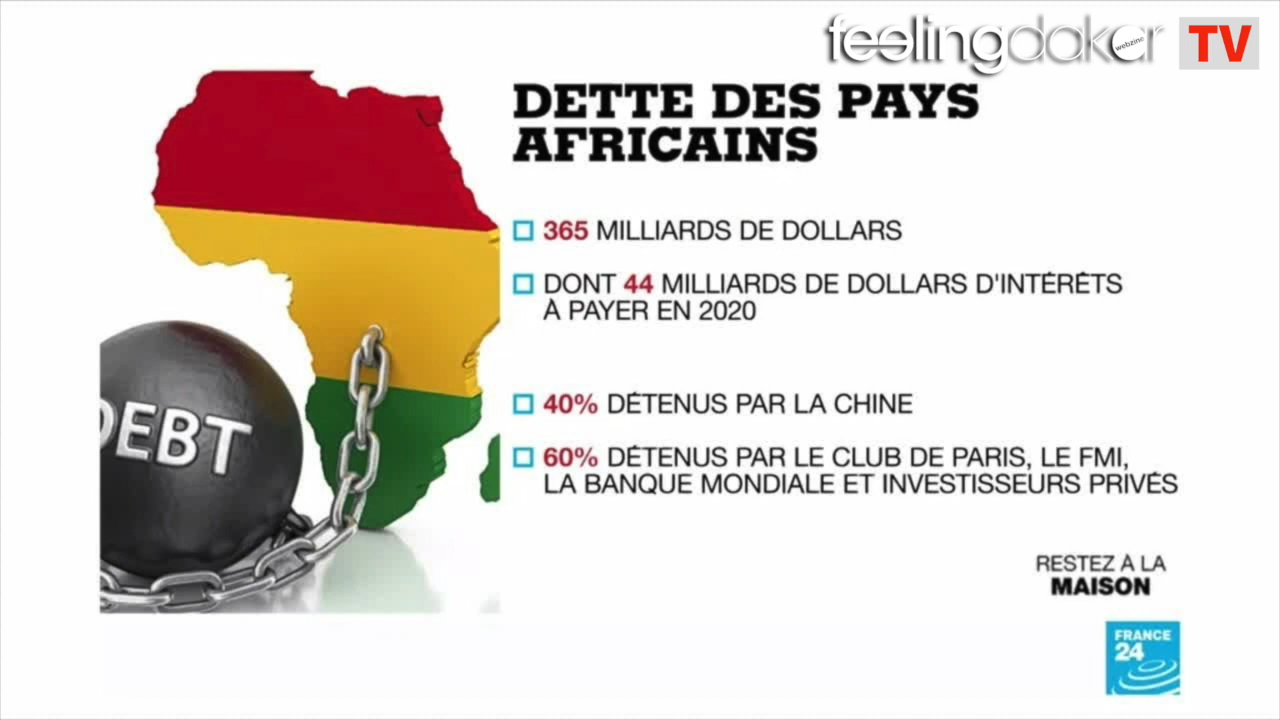 feelingdakar webzine TV
DETTE DES PAYS
AFRICAINS
365 MILLIARDS DE DOLLARS
DONT 44 MILLIARDS DE DOLLARS D'INTÉRÊTS
À PAYER EN 2020
40% DÉTENUS PAR LA CHINE
60% DÉTENUS PAR LE CLUB DE PARIS, LE FMI,
LA BANQUE MONDIALE ET INVESTISSEURS PRIVÉS
DEBT
RESTEZ À LA
MAISON
FRANCE
24